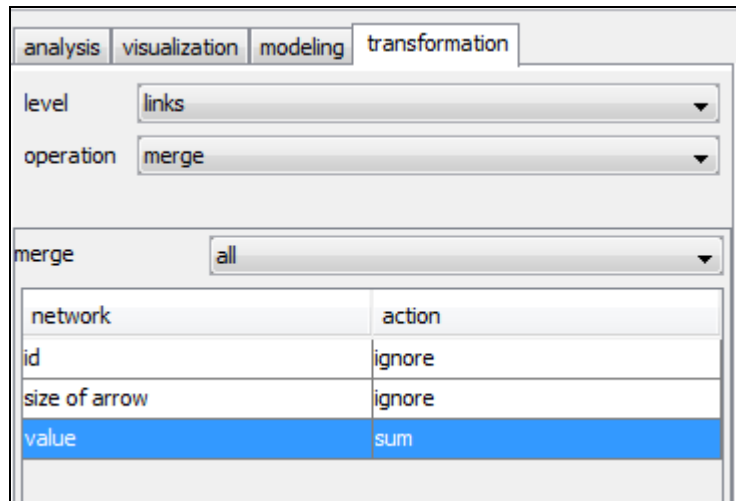 analysis visualization modeling transformation
level links
operation merge
merge all
network action
id ignore
size of arrow ignore
value sum